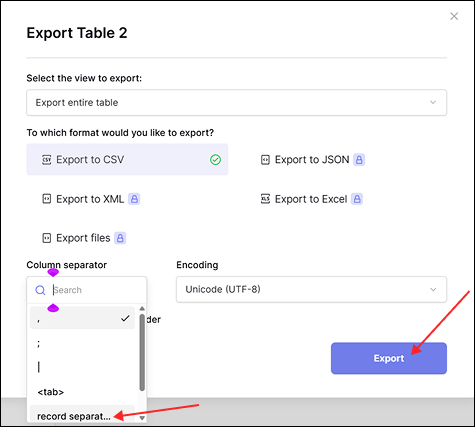 Export Table 2
Select the view to export:
Export entire table
To which format would you like to export?
CSV Export to CSV
Export to JSON
Export to XML
XLS Export to Excel
Export files
Column separator
Encoding
Search
Unicode (UTF-8)
,
der
;
|
Export
<tab>
record separat...